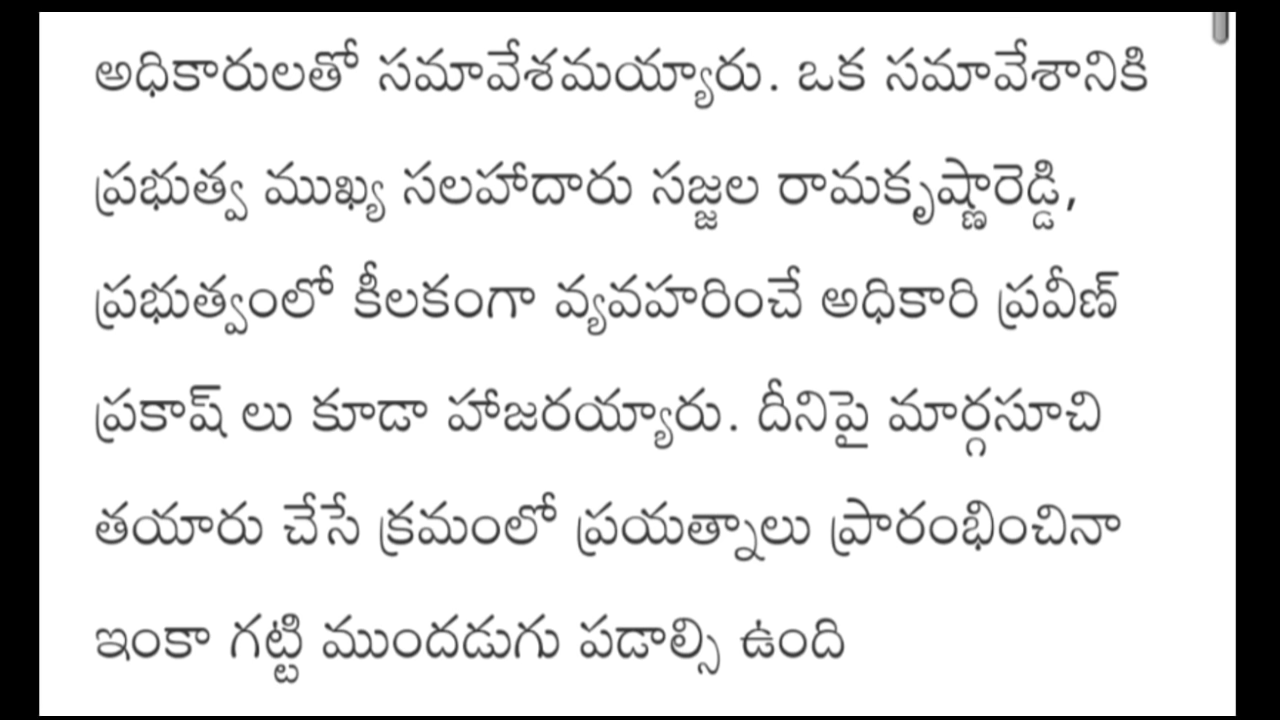 అధికారులతో సమావేశమయ్యారు. ఒక సమావేశానికి
ప్రభుత్వ ముఖ్య సలహాదారు సజ్జల రామకృష్ణారెడ్డి,
ప్రభుత్వంలో కీలకంగా వ్యవహరించే అధికారి ప్రవీణ్
ప్రకాష్ లు కూడా హాజరయ్యారు. దీనిపై మార్గసూచి
తయారు చేసే క్రమంలో ప్రయత్నాలు ప్రారంభించినా
ఇంకా గట్టి ముందడుగు పడాల్సి ఉంది